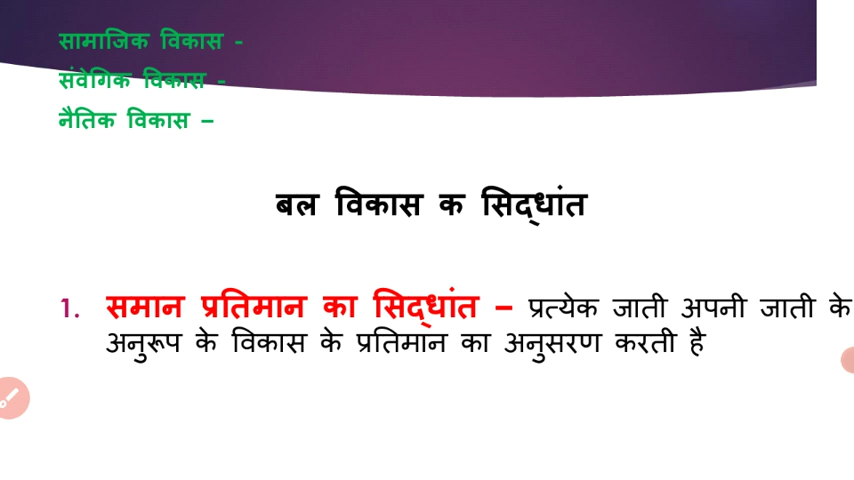 सामाजिक विकास -
संवेगिक विकास -
नैतिक विकास –
बल विकास क सिद्धांत
1. समान प्रतिमान का सिद्धांत – प्रत्येक जाती अपनी जाती के
अनुरूप के विकास के प्रतिमान का अनुसरण करती है